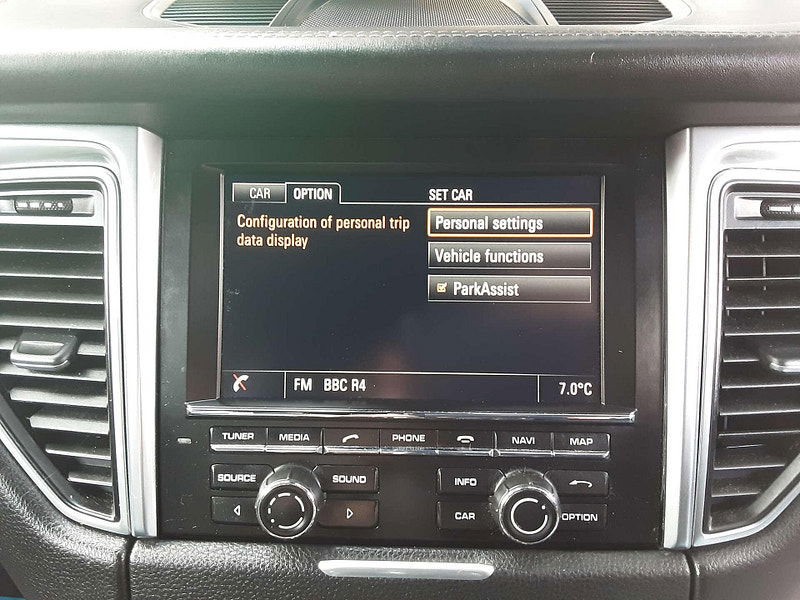 CAR OPTION SET CAR
Configuration of personal trip
data display
Personal settings
Vehicle functions
ParkAssist
FM BBC R4 7.0°C
TUNER MEDIA PHONE NAVI MAP
SOURCE SOUND INFO
CAR OPTION